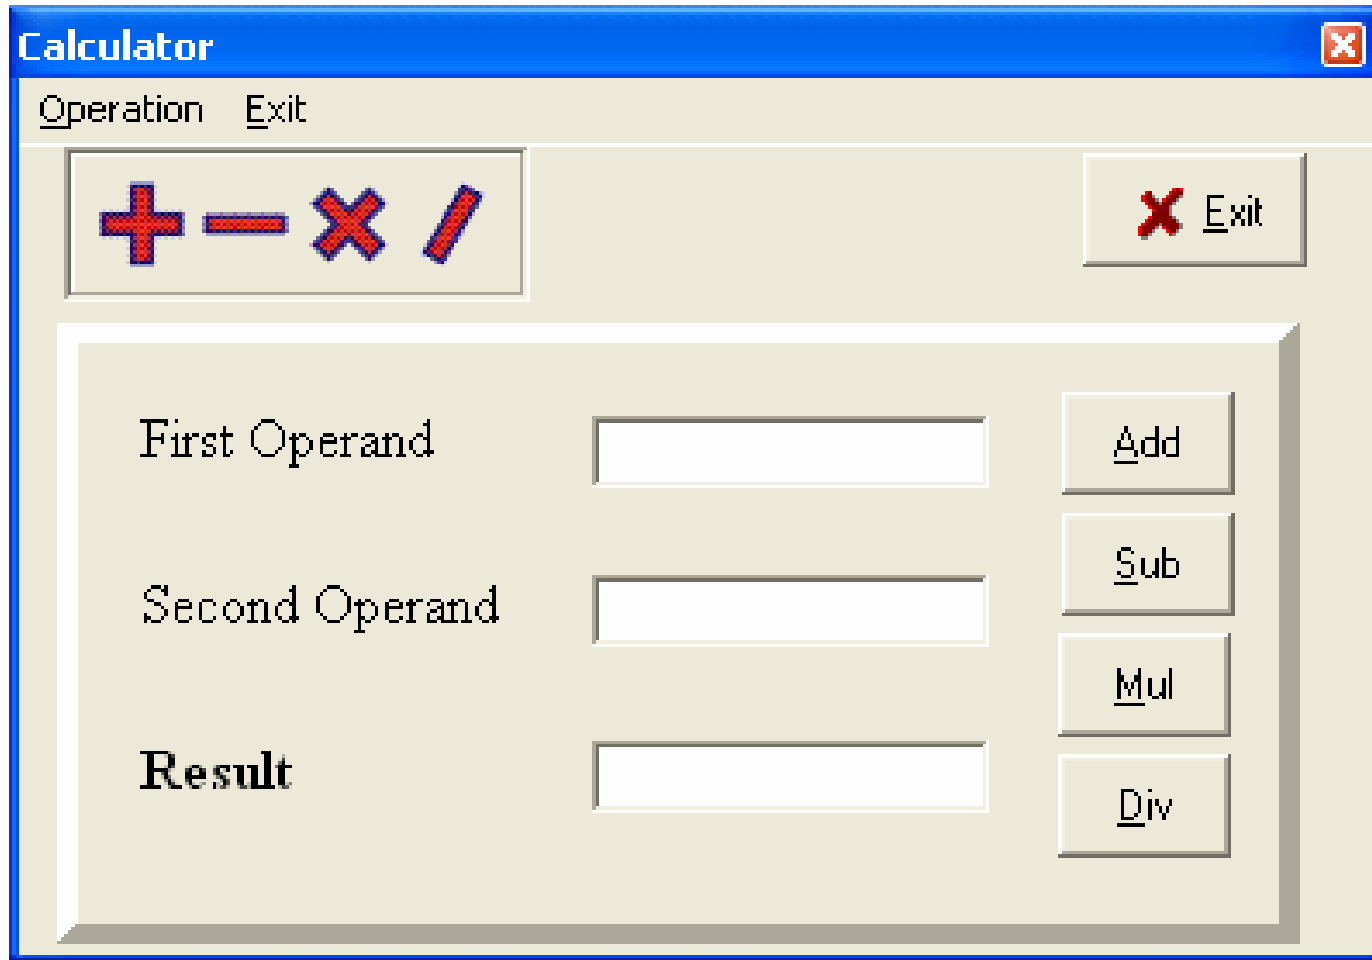 Calculator
Operation Exit
Exit
First Operand
Add
Sub
Second Operand
Mul
Result
Div